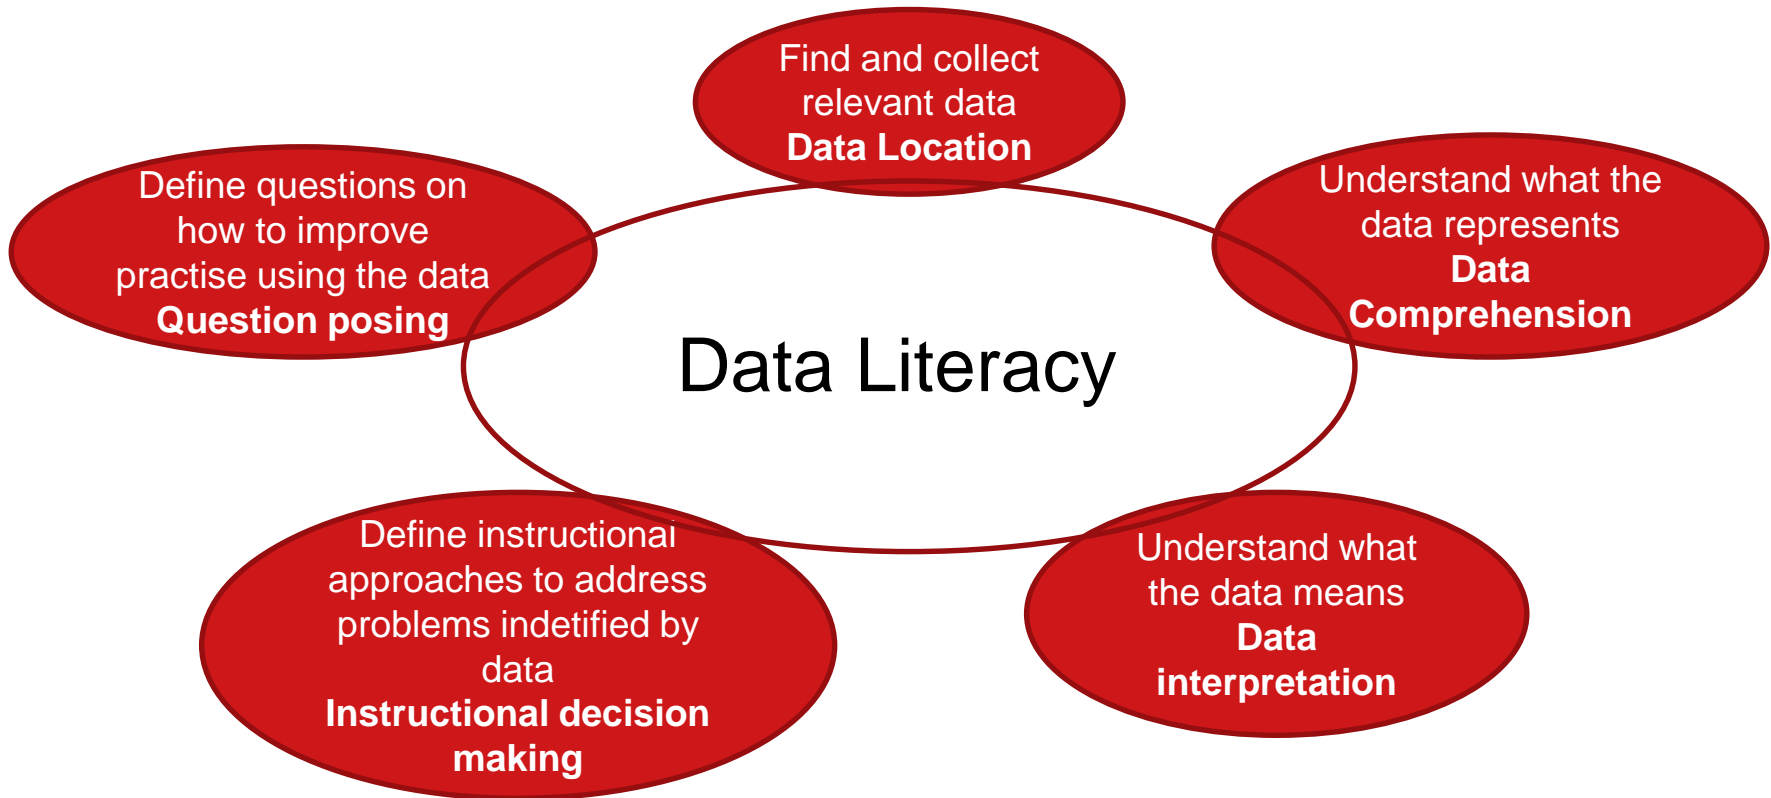 Find and collect
relevant data
Data Location
Define questions on
how to improve
practise using the data
Question posing
Understand what the
data represents
Data
Comprehension
Data Literacy
Define instructional
approaches to address
problems indetified by
data
Instructional decision
making
Understand what
the data means
Data
interpretation